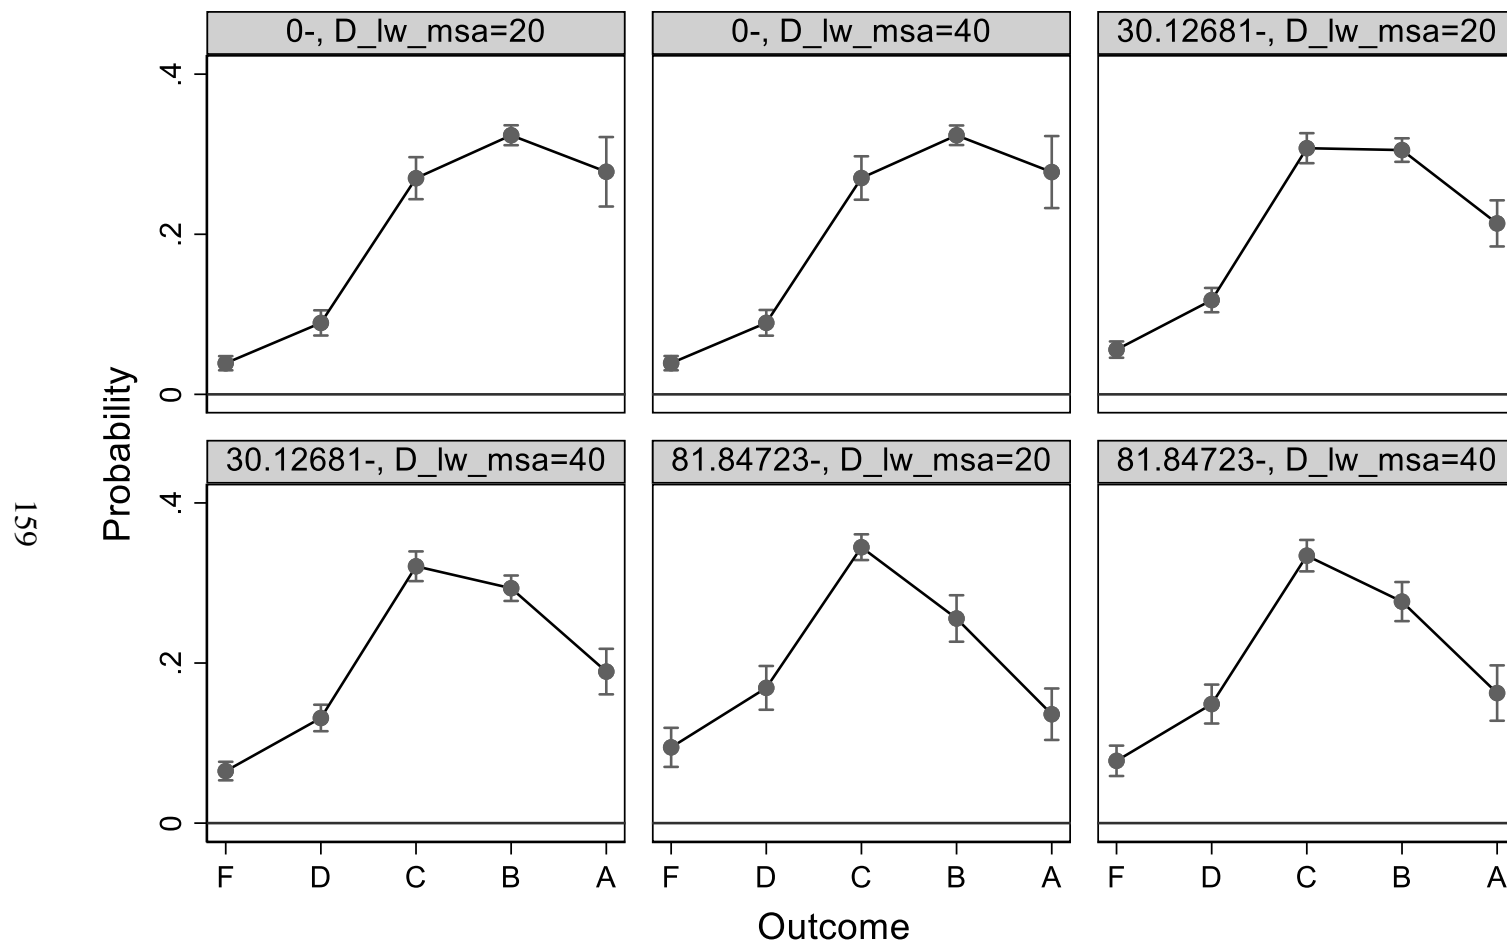 0-, D_lw_msa=20
0-, D_lw_msa=40
30.12681-, D_lw_msa=20
.4
.2
0
30.12681-, D_lw_msa=40
81.84723-, D_lw_msa=20
81.84723-, D_lw_msa=40
.4
.2
0
Probability
F D C B A
F D C B A
F D C B A
Outcome
159